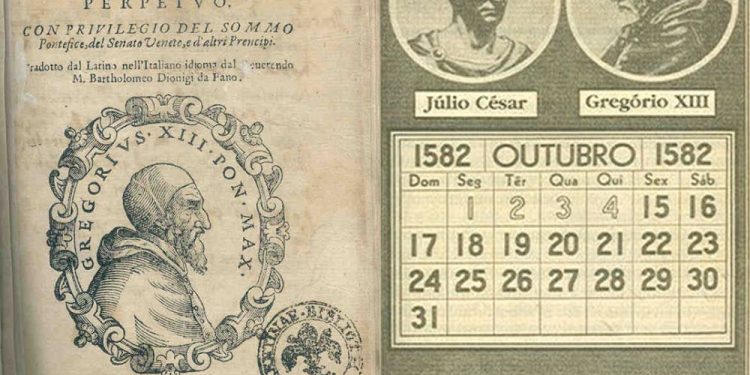 PERPETVO.
CON PRIVILEGIO DEL SOMMO
Pontefice, del Senato Veneto, e d'altri Prencipi.
Tradotto dal Latino nell'Italiano idioma dal Reuerendo
M. Bartholomeo Dionigi da Fano.
GREGORIVS · XIII · PON · MAX.
Júlio César
Gregório XIII
1582 OUTUBRO 1582
Dom Seg Têr Qua Qui Sex Sáb
1 2 3 4 15 16
17 18 19 20 21 22 23
24 25 26 27 28 29 30
31